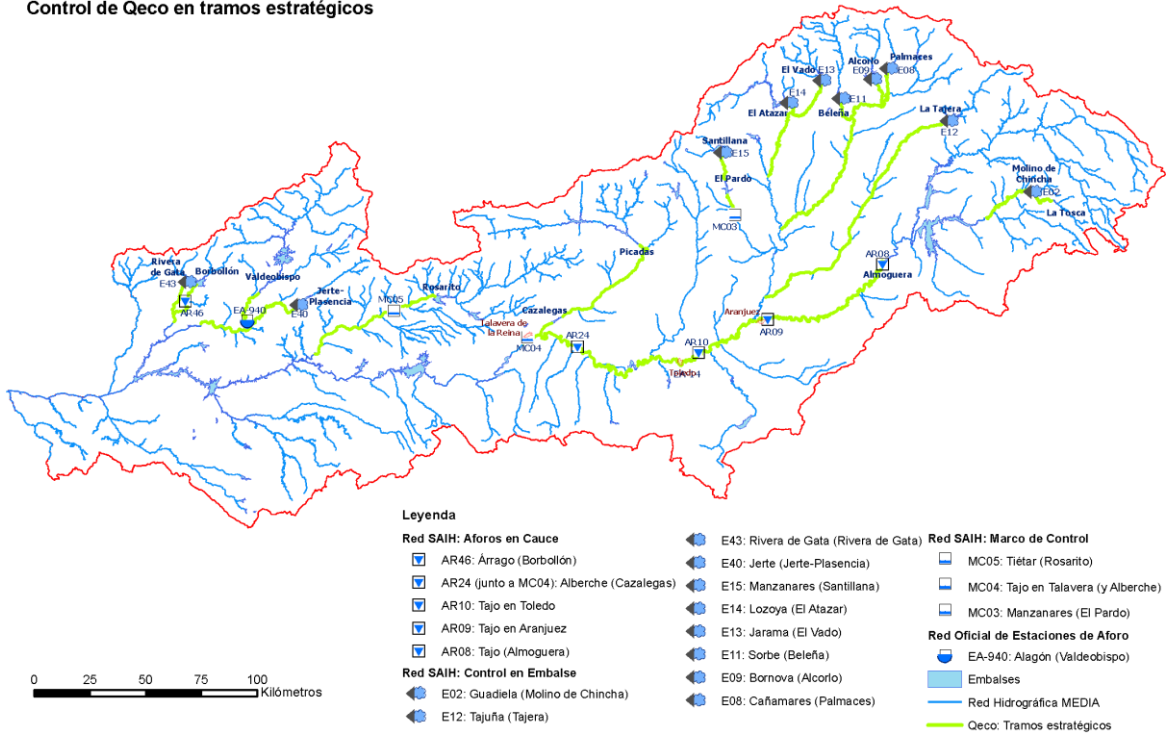 Control de Qeco en tramos estratégicos
El Vado
E13
Alcorlo
E09
Palmaces
E08
E14
El Atazar
E11
Beleña
La Tajera
E12
Santillana
E15
El Pardo
MC03
Molino de
Chincha
E02
La Tosca
Picadas
AR08
Almoguera
Rivera
de Gata
E43
Borbollón
AR46
Valdeobispo
EA-940
Jerte-
Plasencia
E40
MC05
Rosarito
Cazalegas
Talavera de
la Reina
MC04
AR24
AR10
Toledo
Aranjuez
AR09
0 25 50 75 100
Kilómetros
Leyenda
Red SAIH: Aforos en Cauce
AR46: Árrago (Borbollón)
AR24 (junto a MC04): Alberche (Cazalegas)
AR10: Tajo en Toledo
AR09: Tajo en Aranjuez
AR08: Tajo (Almoguera)
Red SAIH: Control en Embalse
E02: Guadiela (Molino de Chincha)
E12: Tajuña (Tajera)
E43: Rivera de Gata (Rivera de Gata)
E40: Jerte (Jerte-Plasencia)
E15: Manzanares (Santillana)
E14: Lozoya (El Atazar)
E13: Jarama (El Vado)
E11: Sorbe (Beleña)
E09: Bornova (Alcorlo)
E08: Cañamares (Palmaces)
Red SAIH: Marco de Control
MC05: Tiétar (Rosarito)
MC04: Tajo en Talavera (y Alberche)
MC03: Manzanares (El Pardo)
Red Oficial de Estaciones de Aforo
EA-940: Alagón (Valdeobispo)
Embalses
Red Hidrográfica MEDIA
Qeco: Tramos estratégicos